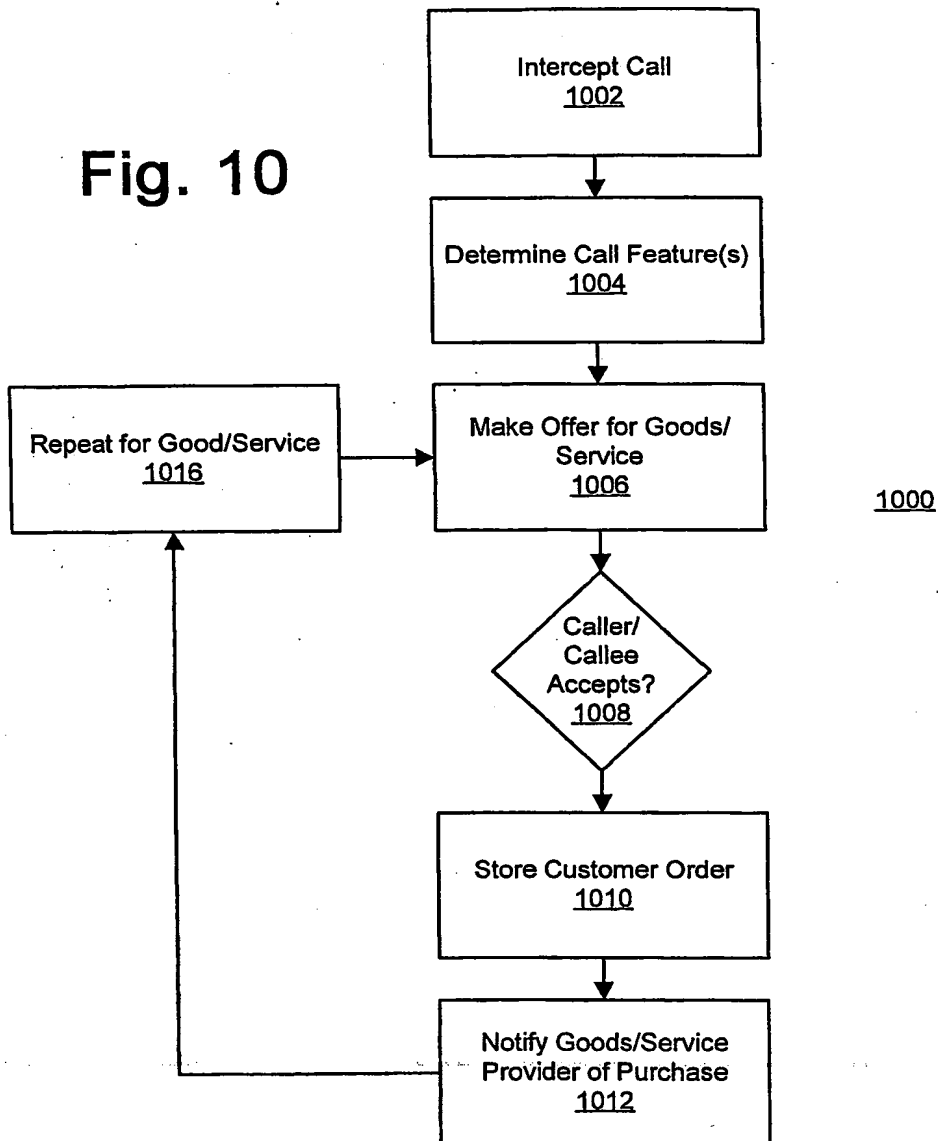 Fig. 10
Intercept Call
1002
Determine Call Feature(s)
1004
Repeat for Good/Service
1016
Make Offer for Goods/
Service
1006
1000
Caller/
Callee
Accepts?
1008
Store Customer Order
1010
Notify Goods/Service
Provider of Purchase
1012